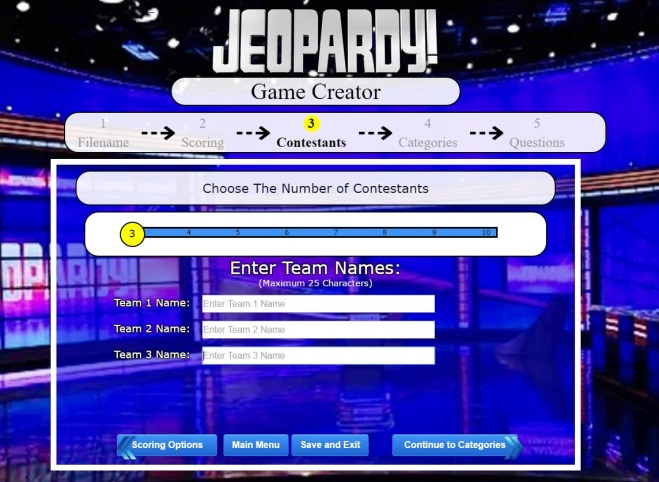 JEOPARDY!
Game Creator
1 2 3 4 5
Filename Scoring Contestants Categories Questions
Choose The Number of Contestants
3 4 5 6 7 8 9 10
Enter Team Names:
(Maximum 25 Characters)
Team 1 Name: Enter Team 1 Name
Team 2 Name: Enter Team 2 Name
Team 3 Name: Enter Team 3 Name
Scoring Options Main Menu Save and Exit Continue to Categories